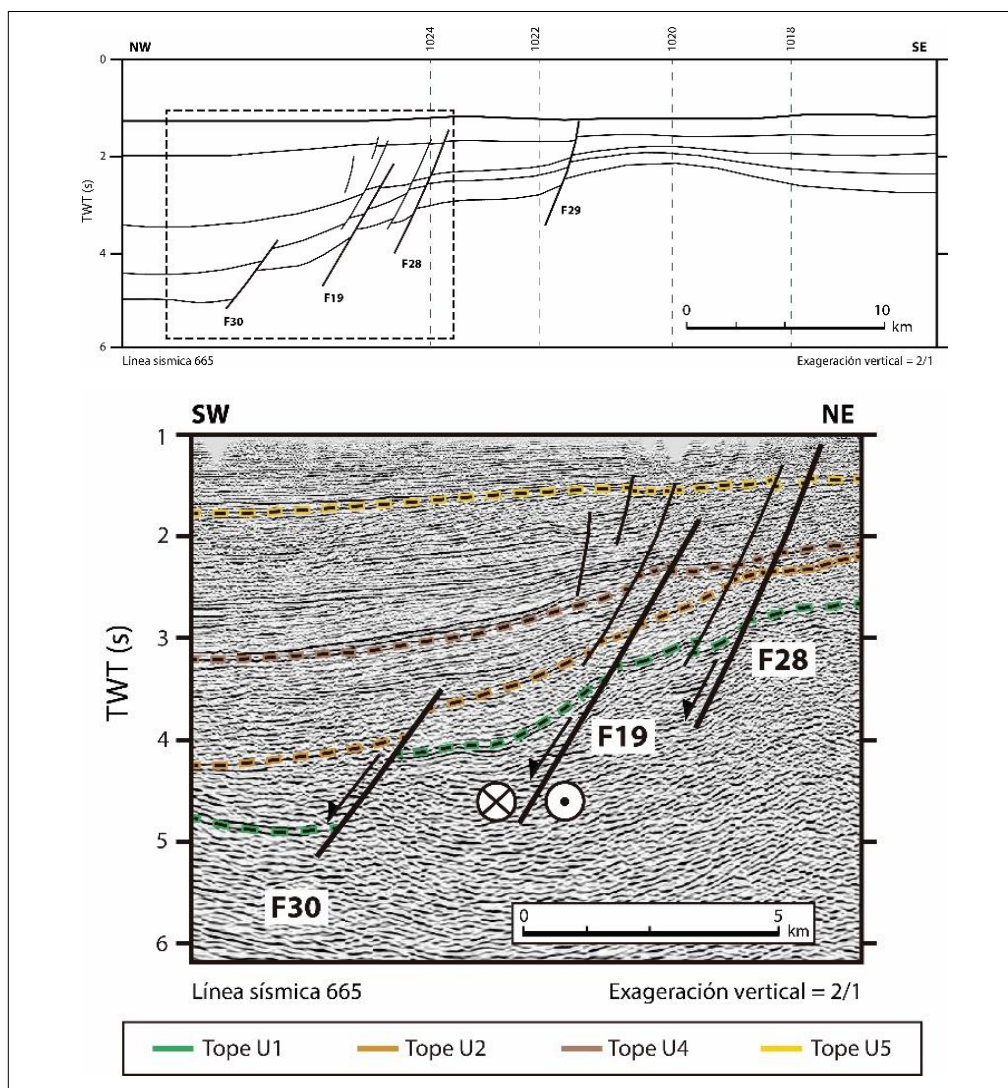 NW
1024
1022
1020
1018
SE
0
2
4
6
TWT (s)
F30
F19
F28
F29
0
10
km
Línea sísmica 665
Exageración vertical = 2/1
SW
NE
1
2
3
4
5
6
TWT (s)
F28
F19
F30
0
5
km
Línea sísmica 665
Exageración vertical = 2/1
Tope U1
Tope U2
Tope U4
Tope U5